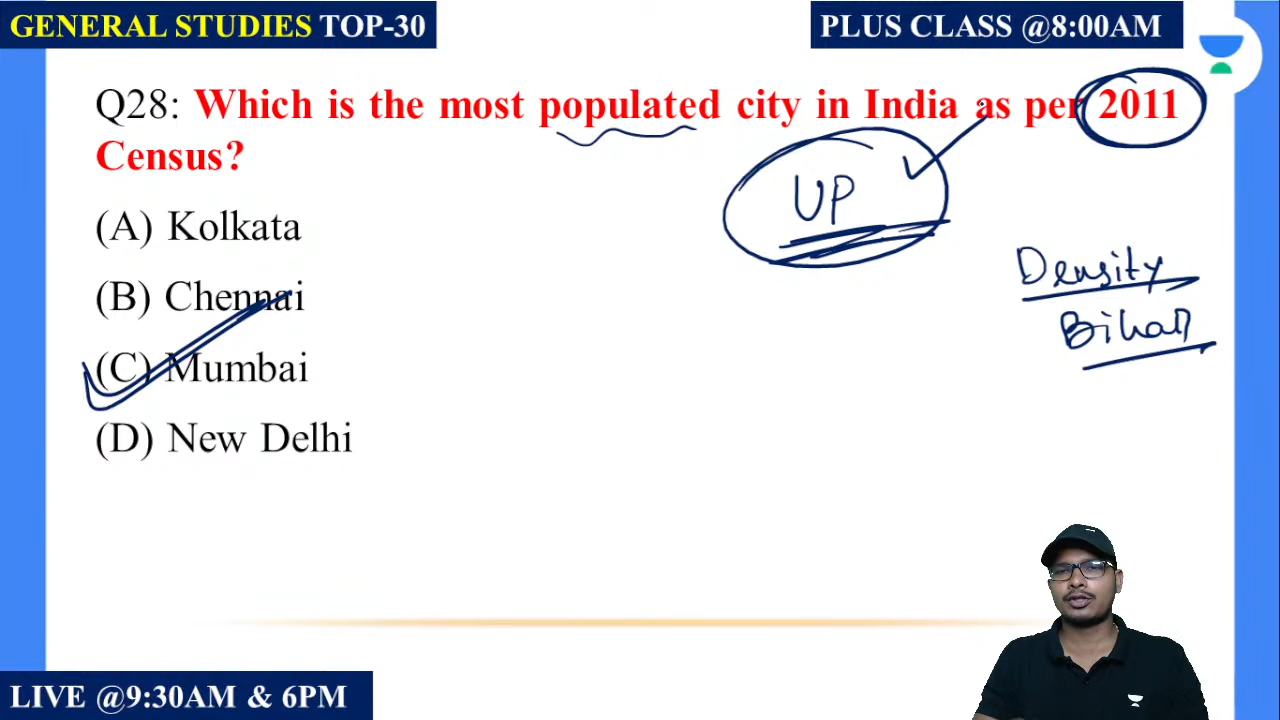 GENERAL STUDIES TOP-30
PLUS CLASS @8:00AM
Q28: Which is the most populated city in India as per 2011
Census?
UP
(A) Kolkata
Density
(B) Chennai
Bihar
(C) Mumbai
(D) New Delhi
LIVE @9:30AM & 6PM